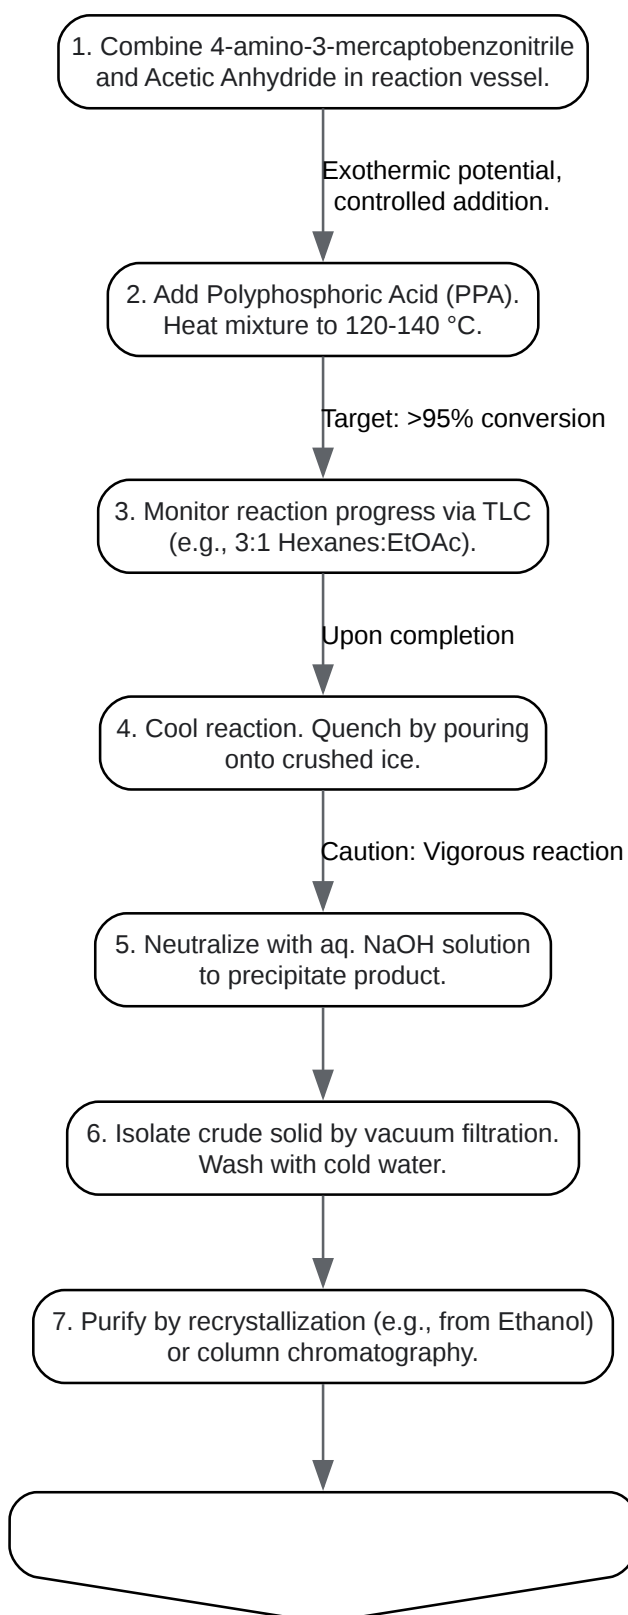 1. Combine 4-amino-3-mercaptobenzonitrile
and Acetic Anhydride in reaction vessel.
Exothermic potential,
controlled addition.
2. Add Polyphosphoric Acid (PPA).
Heat mixture to 120-140 °C.
Target: >95% conversion
3. Monitor reaction progress via TLC
(e.g., 3:1 Hexanes:EtOAc).
Upon completion
4. Cool reaction. Quench by pouring
onto crushed ice.
Caution: Vigorous reaction
5. Neutralize with aq. NaOH solution
to precipitate product.
6. Isolate crude solid by vacuum filtration.
Wash with cold water.
7. Purify by recrystallization (e.g., from Ethanol)
or column chromatography.